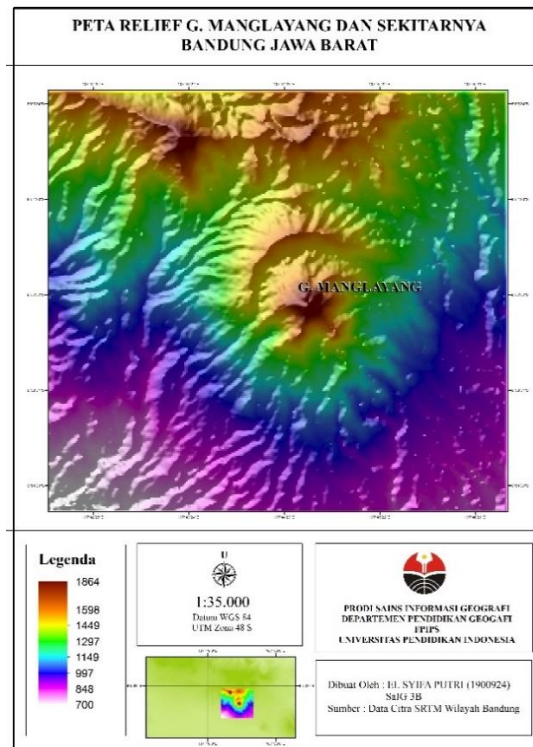 PETA RELIEF G. MANGLAYANG DAN SEKITARNYA
BANDUNG JAWA BARAT
G. MANGLAYANG
Legenda
1864
1598
1449
1297
1149
997
848
700
U
1:35.000
Datum WGS 84
UTM Zona 48 S
PRODI SAINS INFORMASI GEOGRAFI
DEPARTEMEN PENDIDIKAN GEOGAFI
FPIPS
UNIVERSITAS PENDIDIKAN INDONESIA
Dibuat Oleh : EL SYIFA PUTRI (1900924)
SaIG 3B
Sumber : Data Citra SRTM Wilayah Bandung